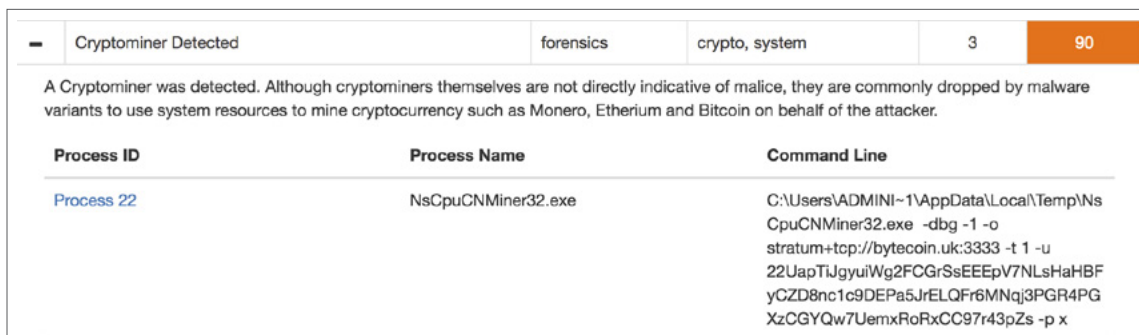 − Cryptominer Detected forensics crypto, system 3 90
A Cryptominer was detected. Although cryptominers themselves are not directly indicative of malice, they are commonly dropped by malware
variants to use system resources to mine cryptocurrency such as Monero, Etherium and Bitcoin on behalf of the attacker.
Process ID Process Name Command Line
Process 22 NsCpuCNMiner32.exe C:\Users\ADMINI~1\AppData\Local\Temp\Ns
CpuCNMiner32.exe -dbg -1 -o
stratum+tcp://bytecoin.uk:3333 -t 1 -u
22UapTiJgyuiWg2FCGrSsEEEpV7NLsHaHBF
yCZD8nc1c9DEPa5JrELQFr6MNqj3PGR4PG
XzCGYQw7UemxRoRxCC97r43pZs -p x